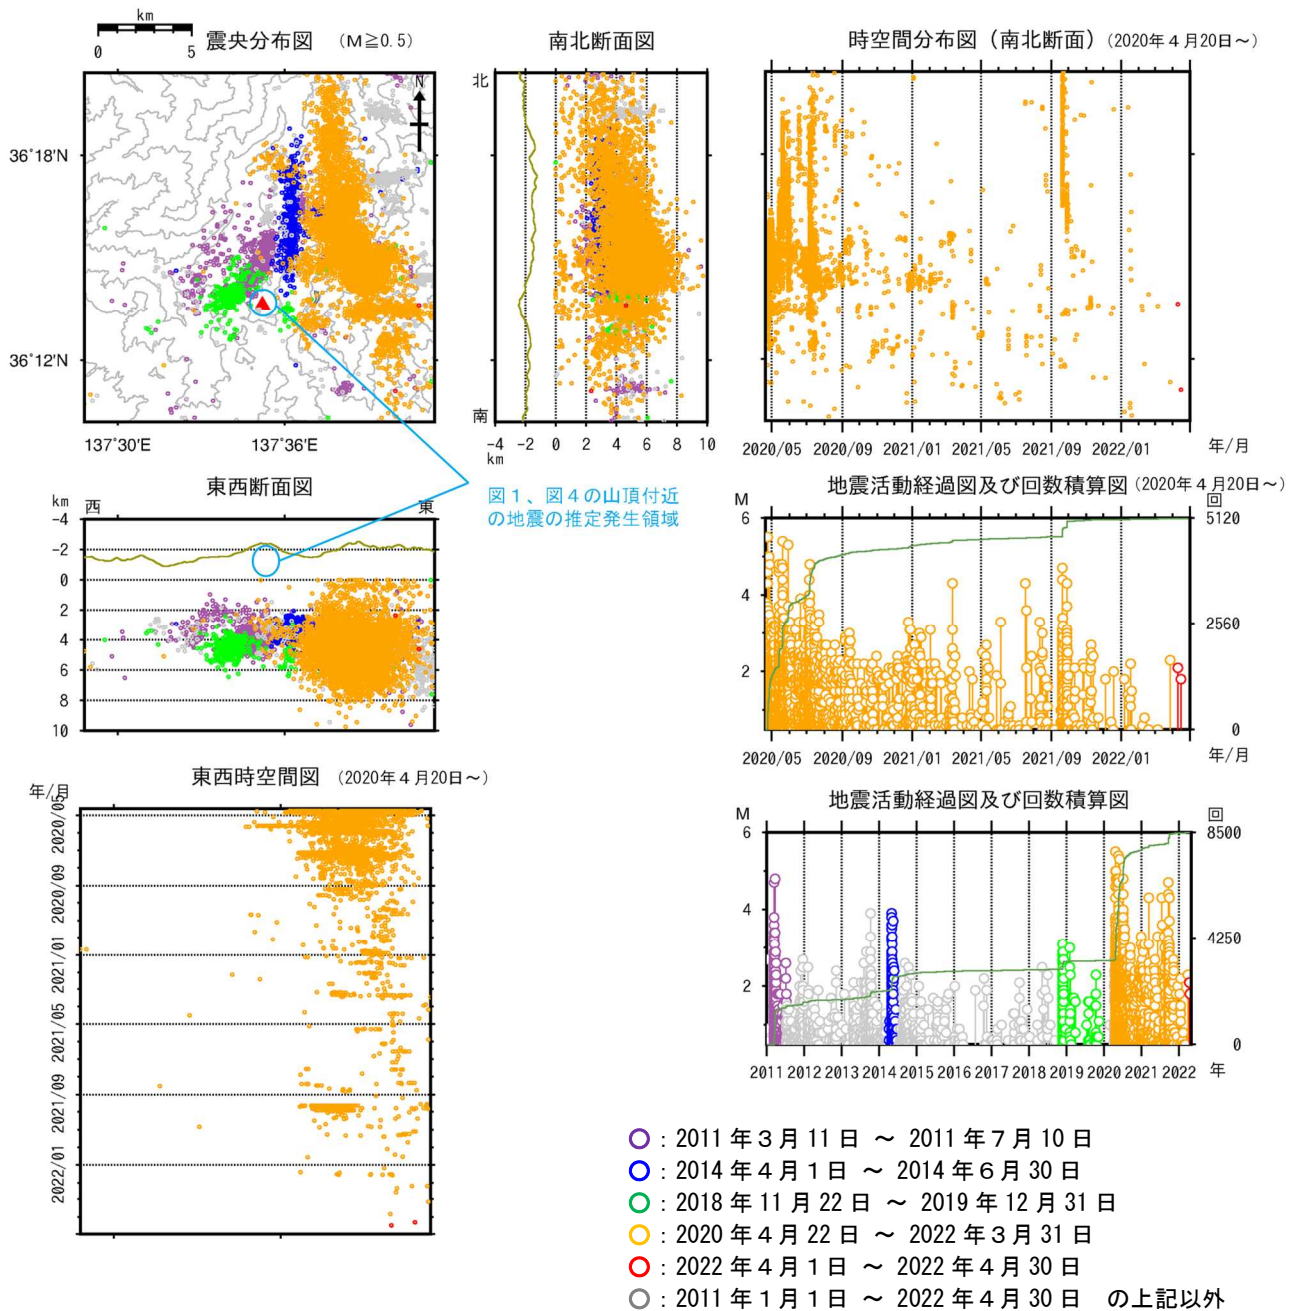 km
0 5
震央分布図 (M≧0.5)
N
36°18'N
36°12'N
137°30'E 137°36'E
南北断面図
北
南
-4 -2 0 2 4 6 8 10
km
時空間分布図(南北断面)(2020年4月20日~)
2020/05 2020/09 2021/01 2021/05 2021/09 2022/01 年/月
図1、図4の山頂付近
の地震の推定発生領域
東西断面図
km 西 東
-4
-2
0
2
4
6
8
10
地震活動経過図及び回数積算図(2020年4月20日~)
M 回
6 5120
4 2560
2
0
2020/05 2020/09 2021/01 2021/05 2021/09 2022/01
年/月
東西時空間図 (2020年4月20日~)
年/月
2020/05
2020/09
2021/01
2021/05
2021/09
2022/01
地震活動経過図及び回数積算図
M 回
6 8500
4 4250
2
0
2011 2012 2013 2014 2015 2016 2017 2018 2019 2020 2021 2022 年
:2011年3月11日 ~ 2011年7月10日
:2014年4月1日 ~ 2014年6月30日
:2018年11月22日 ~ 2019年12月31日
:2020年4月22日 ~ 2022年3月31日
:2022年4月1日 ~ 2022年4月30日
:2011年1月1日 ~ 2022年4月30日 の上記以外